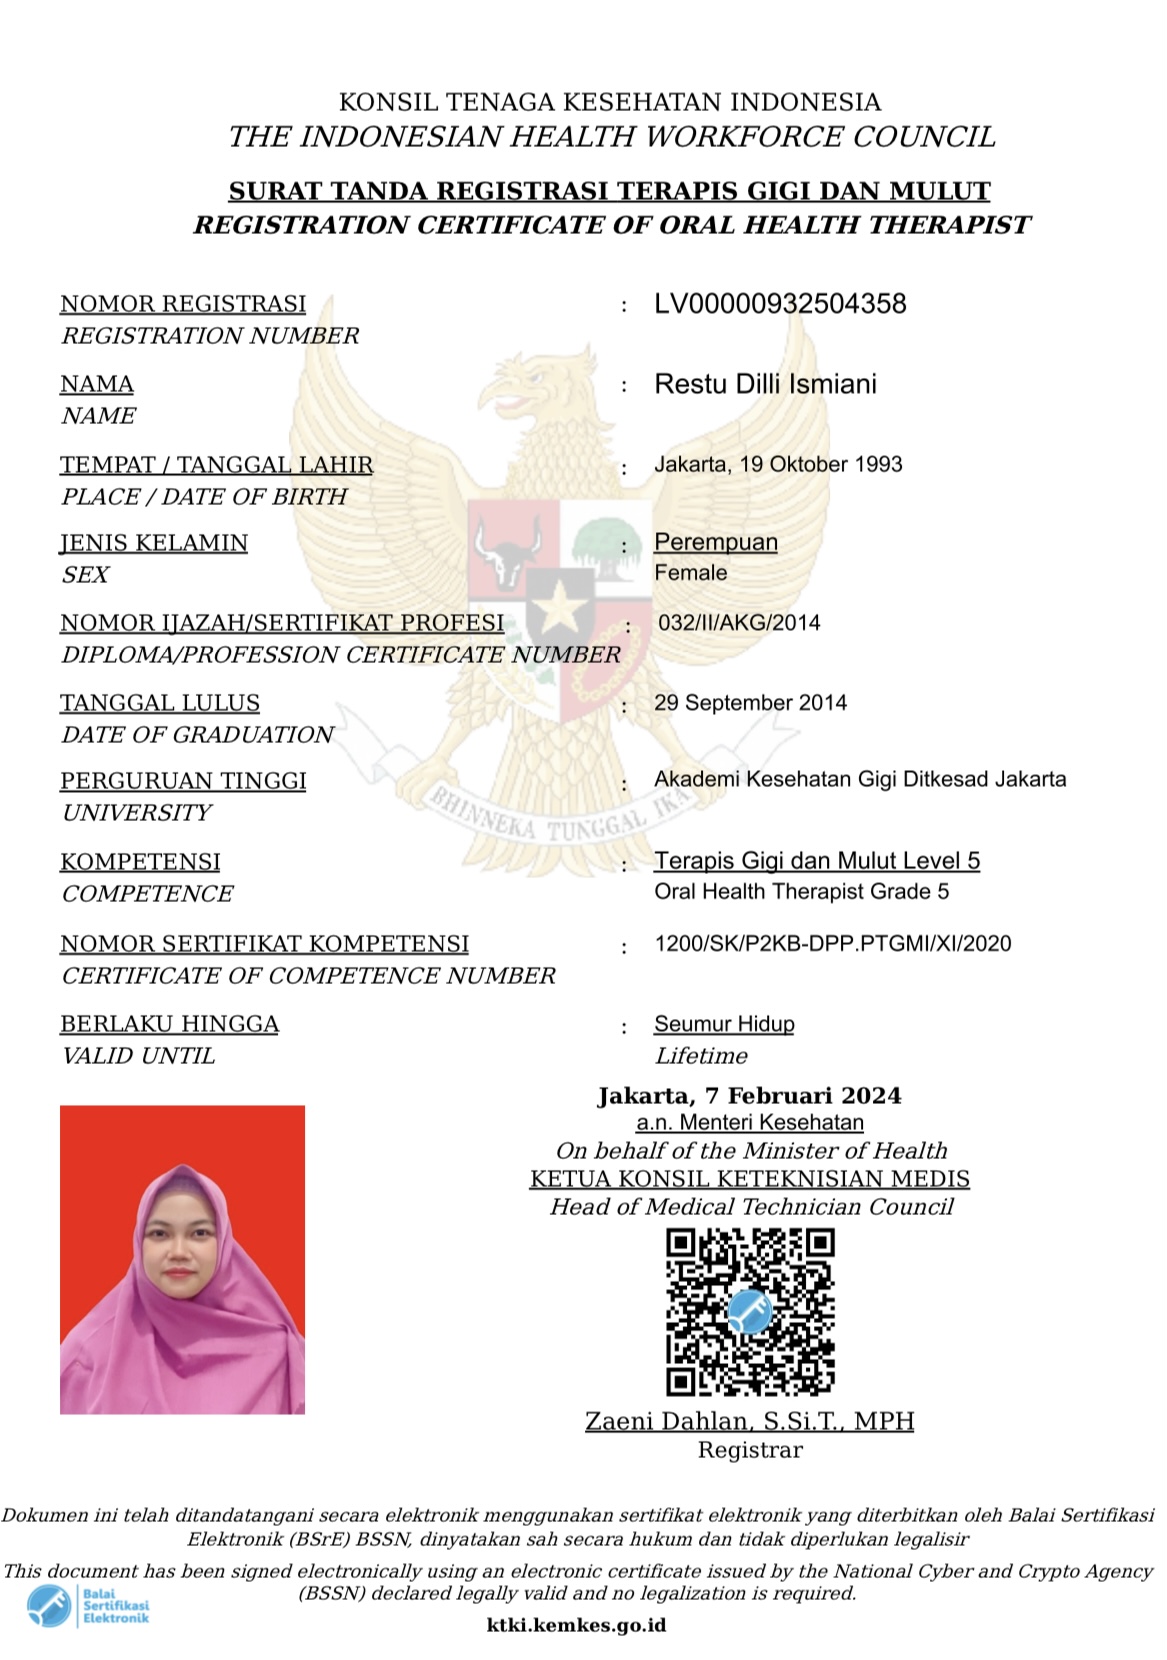 KONSIL TENAGA KESEHATAN INDONESIA
THE INDONESIAN HEALTH WORKFORCE COUNCIL
SURAT TANDA REGISTRASI TERAPIS GIGI DAN MULUT
REGISTRATION CERTIFICATE OF ORAL HEALTH THERAPIST
NOMOR REGISTRASI : LV00000932504358
REGISTRATION NUMBER
NAMA : Restu Dilli Ismiani
NAME
TEMPAT / TANGGAL LAHIR : Jakarta, 19 Oktober 1993
PLACE / DATE OF BIRTH
JENIS KELAMIN : Perempuan
SEX Female
NOMOR IJAZAH/SERTIFIKAT PROFESI : 032/II/AKG/2014
DIPLOMA/PROFESSION CERTIFICATE NUMBER
TANGGAL LULUS : 29 September 2014
DATE OF GRADUATION
PERGURUAN TINGGI : Akademi Kesehatan Gigi Ditkesad Jakarta
UNIVERSITY
BHINNEKA TUNGGAL IKA
KOMPETENSI : Terapis Gigi dan Mulut Level 5
COMPETENCE Oral Health Therapist Grade 5
NOMOR SERTIFIKAT KOMPETENSI : 1200/SK/P2KB-DPP.PTGMI/XI/2020
CERTIFICATE OF COMPETENCE NUMBER
BERLAKU HINGGA : Seumur Hidup
VALID UNTIL Lifetime
Jakarta, 7 Februari 2024
a.n. Menteri Kesehatan
On behalf of the Minister of Health
KETUA KONSIL KETEKNISIAN MEDIS
Head of Medical Technician Council
Zaeni Dahlan, S.Si.T., MPH
Registrar
Dokumen ini telah ditandatangani secara elektronik menggunakan sertifikat elektronik yang diterbitkan oleh Balai Sertifikasi
Elektronik (BSrE) BSSN, dinyatakan sah secara hukum dan tidak diperlukan legalisir
This document has been signed electronically using an electronic certificate issued by the National Cyber and Crypto Agency
(BSSN) declared legally valid and no legalization is required.
Balai
Sertifikasi
Elektronik
ktki.kemkes.go.id